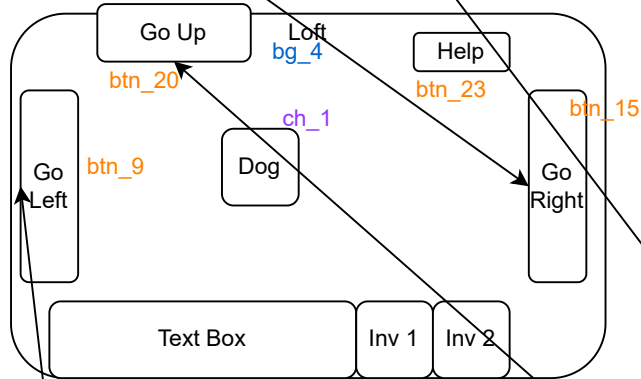 Go Up
Loft
bg_4
Help
btn_20
btn_23
btn_15
ch_1
Go
Left
btn_9
Dog
Go
Right
Text Box
Inv 1
Inv 2